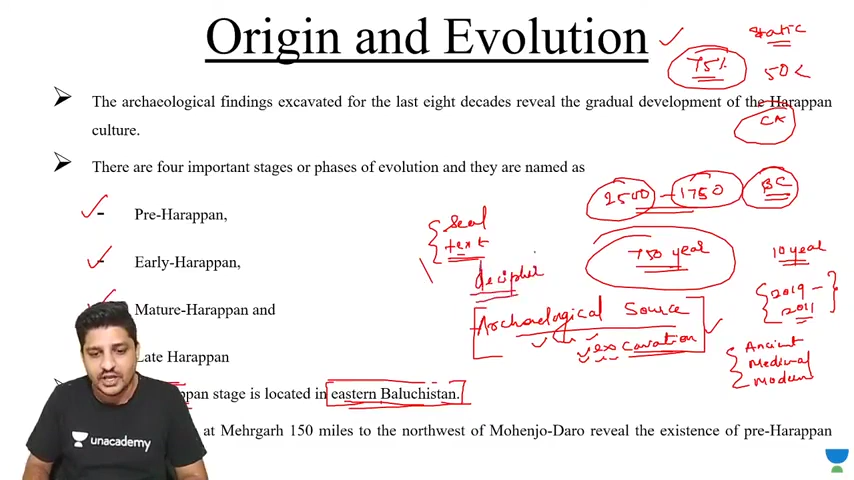 Origin and Evolution
static
75%
50<
The archaeological findings excavated for the last eight decades reveal the gradual development of the Harappan
culture.
CA
There are four important stages or phases of evolution and they are named as
2500 - 1750 BC
- Pre-Harappan,
seal
text
decipher
750 year
10 year
- Early-Harappan,
2019 -
2011
Mature-Harappan and
Archaeological Source
excavation
Ancient
Medieval
Modern
Late Harappan
stage is located in eastern Baluchistan.
at Mehrgarh 150 miles to the northwest of Mohenjo-Daro reveal the existence of pre-Harappan
unacademy